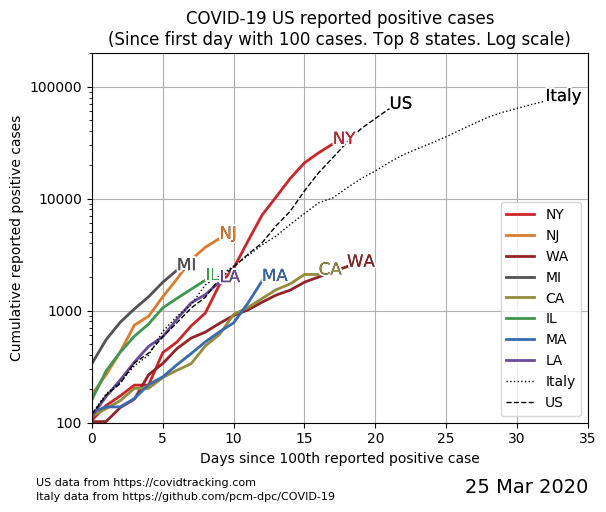 COVID-19 US reported positive cases
(Since first day with 100 cases. Top 8 states. Log scale)
Cumulative reported positive cases
100000
10000
1000
100
0 5 10 15 20 25 30 35
Days since 100th reported positive case
Italy
US
NY
NJ
MI
IL
LA
MA
CA
WA
NY
NJ
WA
MI
CA
IL
MA
LA
Italy
US
US data from https://covidtracking.com
Italy data from https://github.com/pcm-dpc/COVID-19
25 Mar 2020